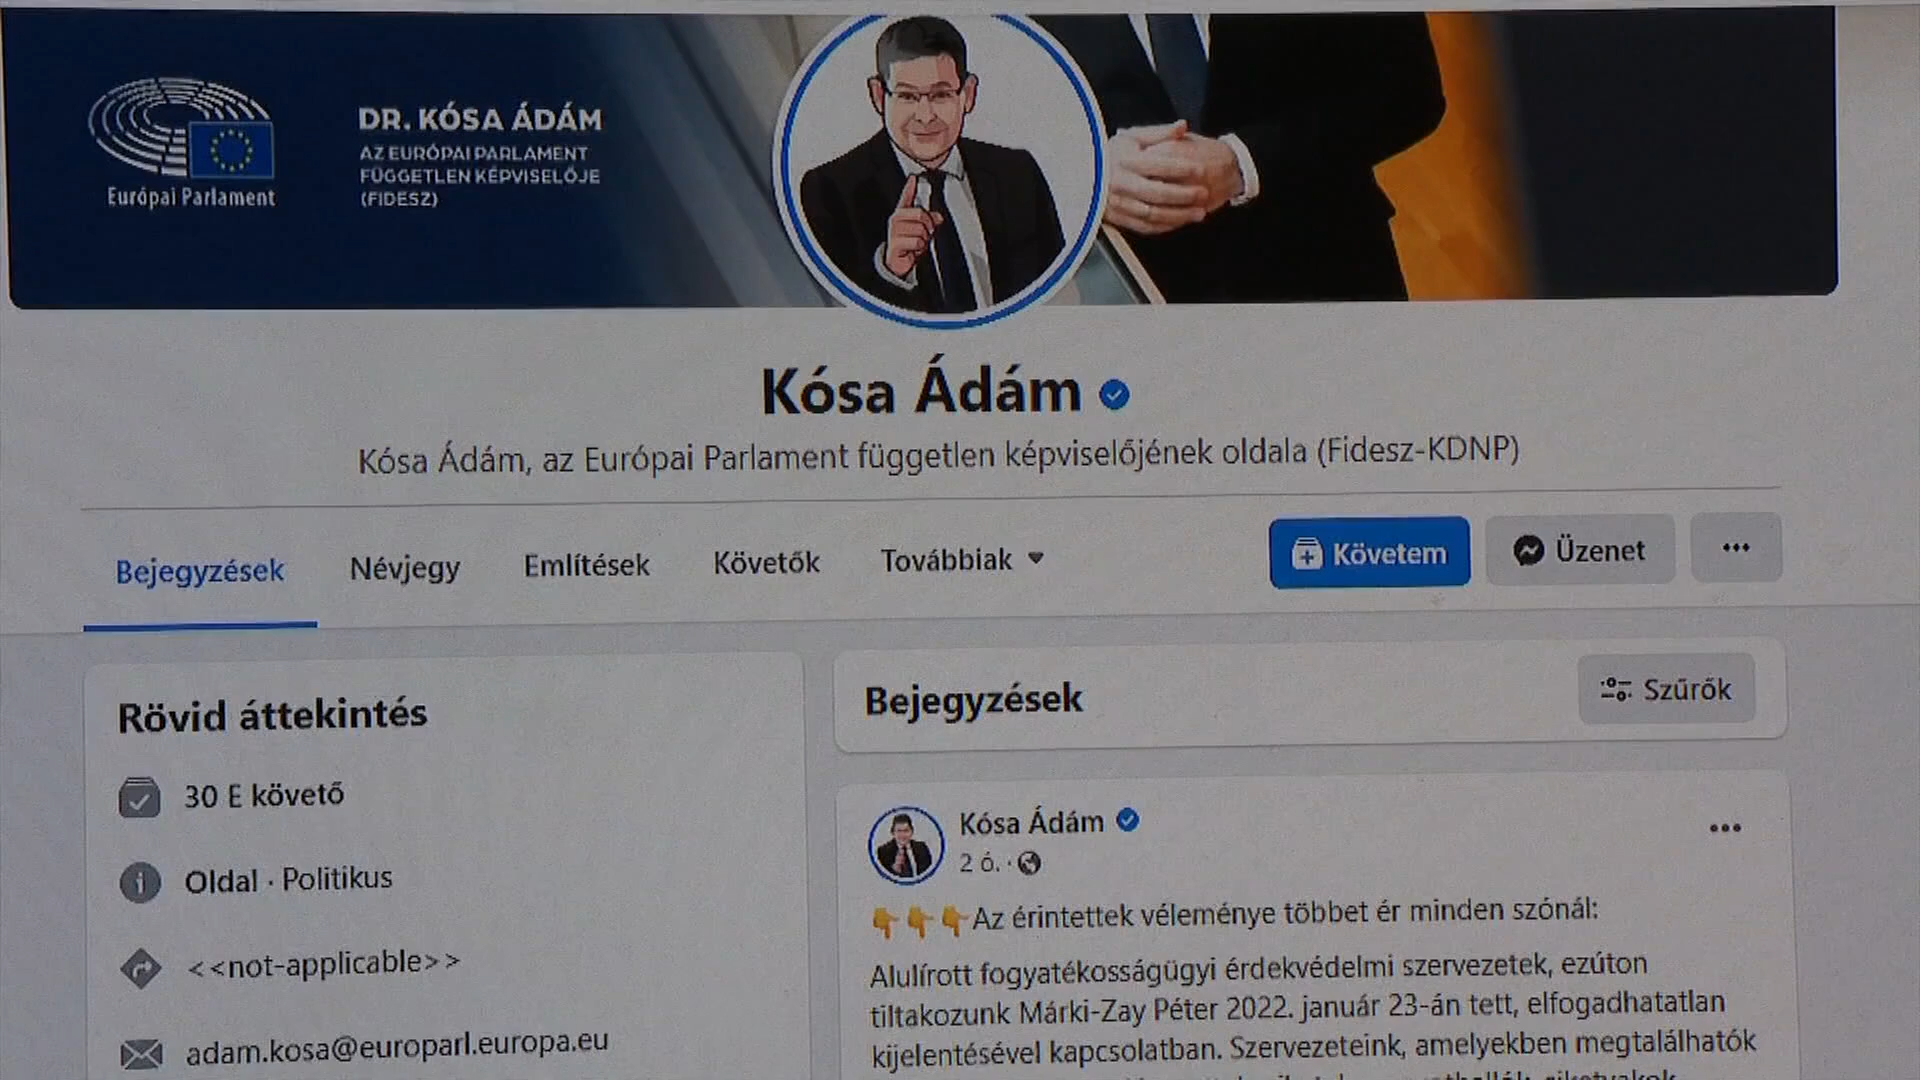 Európai Parlament
DR. KÓSA ÁDÁM
AZ EURÓPAI PARLAMENT
FÜGGETLEN KÉPVISELŐJE
(FIDESZ)
Kósa Ádám
Kósa Ádám, az Európai Parlament független képviselőjének oldala (Fidesz-KDNP)
Bejegyzések Névjegy Említések Követők Továbbiak
Követem Üzenet
Rövid áttekintés
30 E követő
Oldal · Politikus
<<not-applicable>>
adam.kosa@europarl.europa.eu
Bejegyzések
Szűrők
Kósa Ádám
2 ó. ·
👇👇👇Az érintettek véleménye többet ér minden szónál:
Alulírott fogyatékosságügyi érdekvédelmi szervezetek, ezúton
tiltakozunk Márki-Zay Péter 2022. január 23-án tett, elfogadhatatlan
kijelentésével kapcsolatban. Szervezeteink, amelyekben megtalálhatók